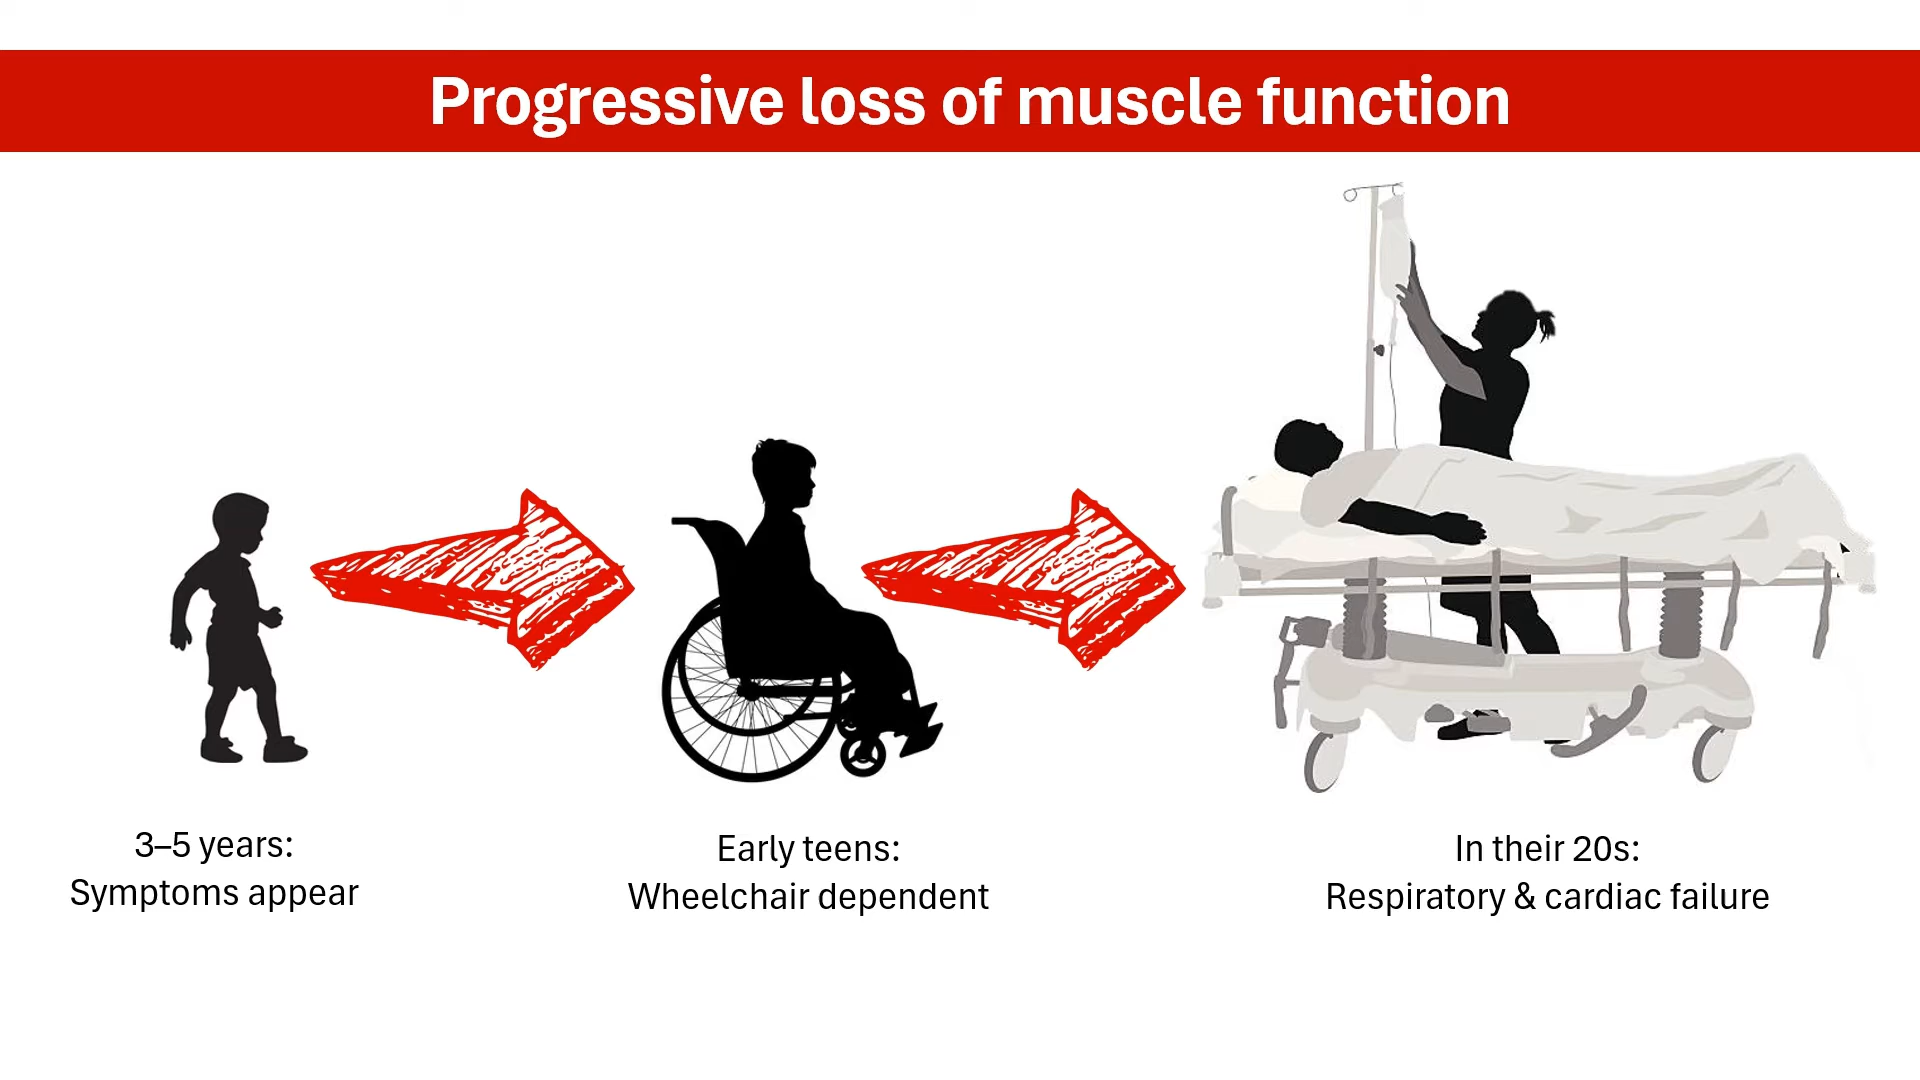 Progressive loss of muscle function
3–5 years:
Symptoms appear
Early teens:
Wheelchair dependent
In their 20s:
Respiratory & cardiac failure